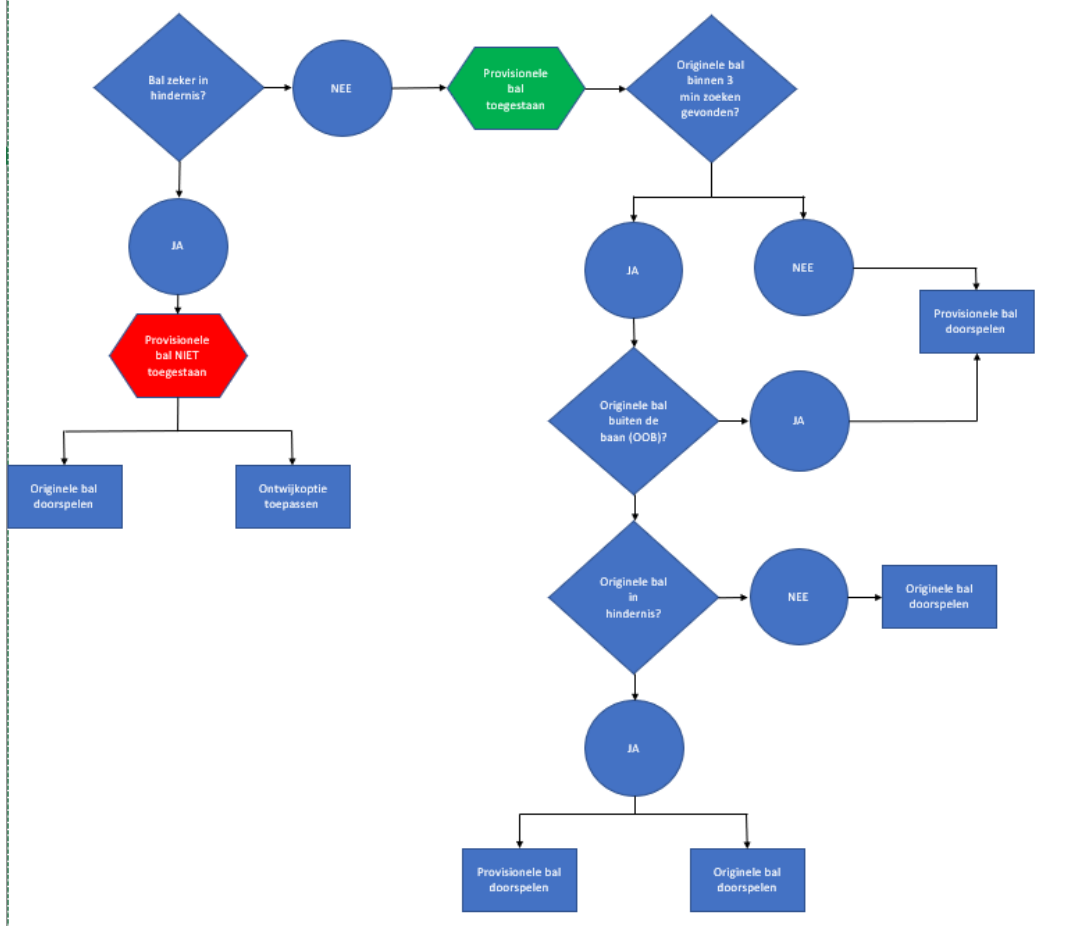 Bal zeker in
hindernis?
NEE
Provisionele
bal
toegestaan
Originele bal
binnen 3
min zoeken
gevonden?
JA
JA
NEE
Provisionele bal
doorspelen
Provisionele
bal NIET
toegestaan
Originele bal
buiten de
baan (OOB)?
JA
Originele bal
doorspelen
Ontwijkoptie
toepassen
Originele bal
in
hindernis?
NEE
Originele bal
doorspelen
JA
Provisionele bal
doorspelen
Originele bal
doorspelen